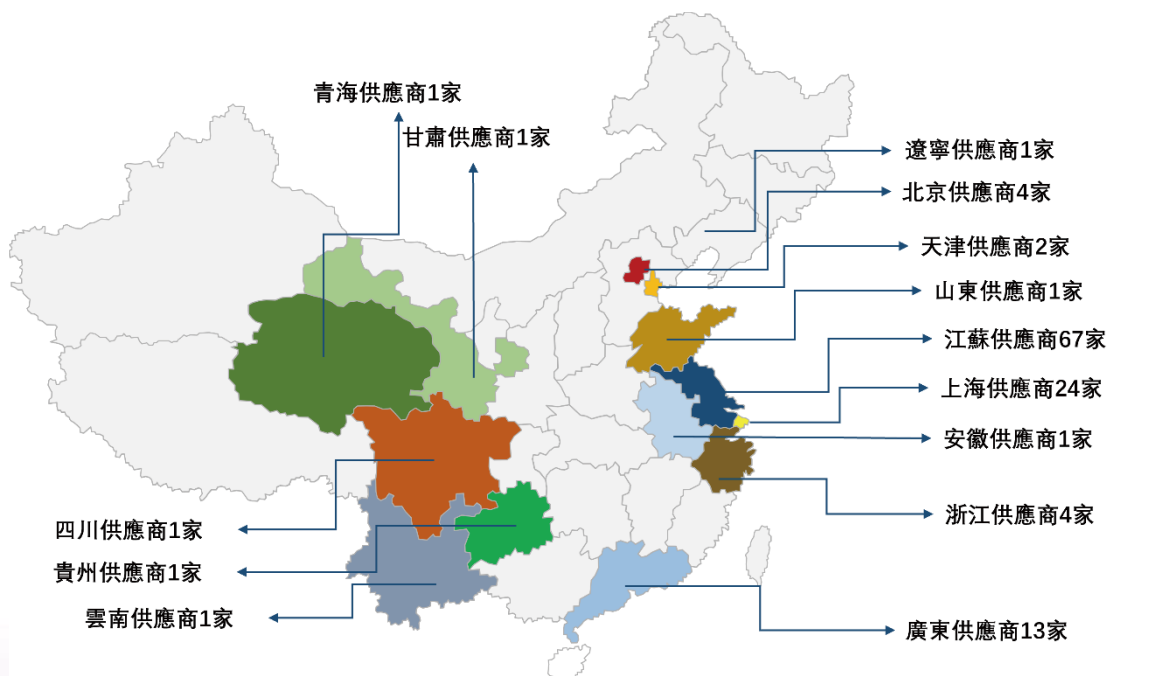 青海供應商1家
甘肅供應商1家
遼寧供應商1家
北京供應商4家
天津供應商2家
山東供應商1家
江蘇供應商67家
上海供應商24家
安徽供應商1家
浙江供應商4家
四川供應商1家
貴州供應商1家
雲南供應商1家
廣東供應商13家